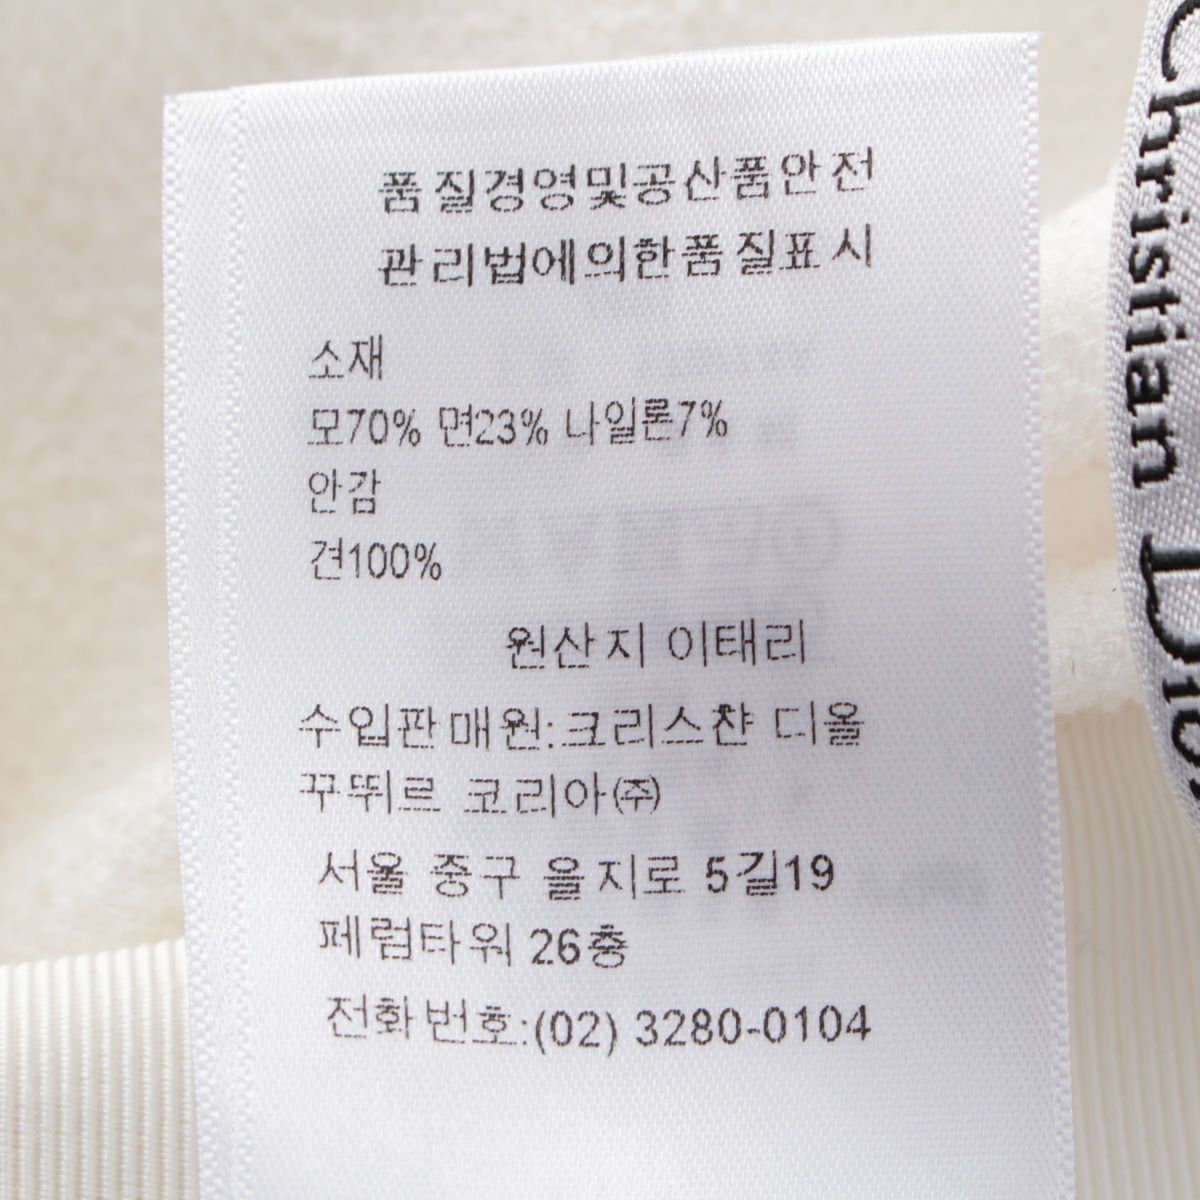 품질경영및공산품안전
관리법에의한품질표시
소재
모70% 면23% 나일론7%
안감
견100%
원산지 이태리
수입판매원:크리스챤 디올
꾸뛰르 코리아㈜
서울 중구 을지로 5길19
페럼타워 26층
전화번호:(02) 3280-0104
Christian Dior